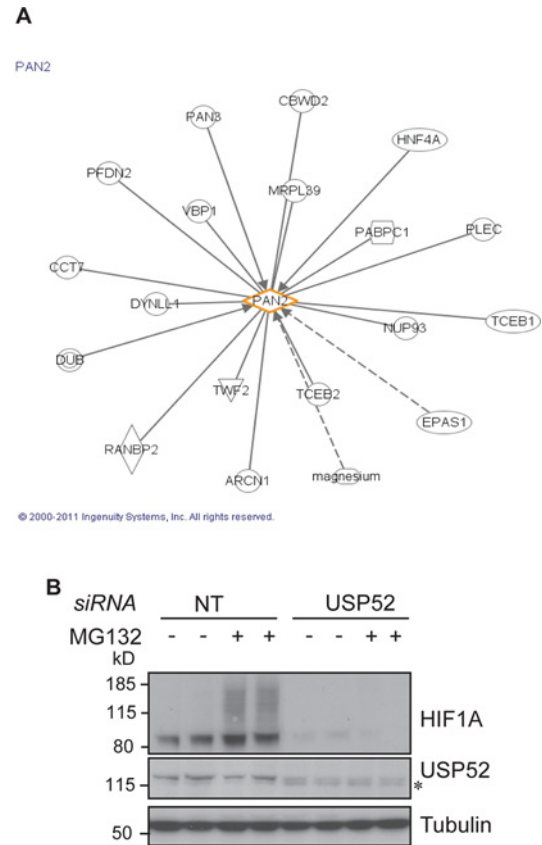 A
PAN2
CBWD2
PAN3
HNF4A
PFDN2
MRPL39
VBP1
PABPC1
PLEC
CCT7
PAN2
DYNLL1
TCEB1
NUP93
DUB
TWF2
TCEB2
EPAS1
RANBP2
ARCN1
magnesium
© 2000-2011 Ingenuity Systems, Inc. All rights reserved.
B
siRNA NT USP52
MG132 - - + + - - + +
kD
185
115
80
HIF1A
USP52
115 *
50 Tubulin